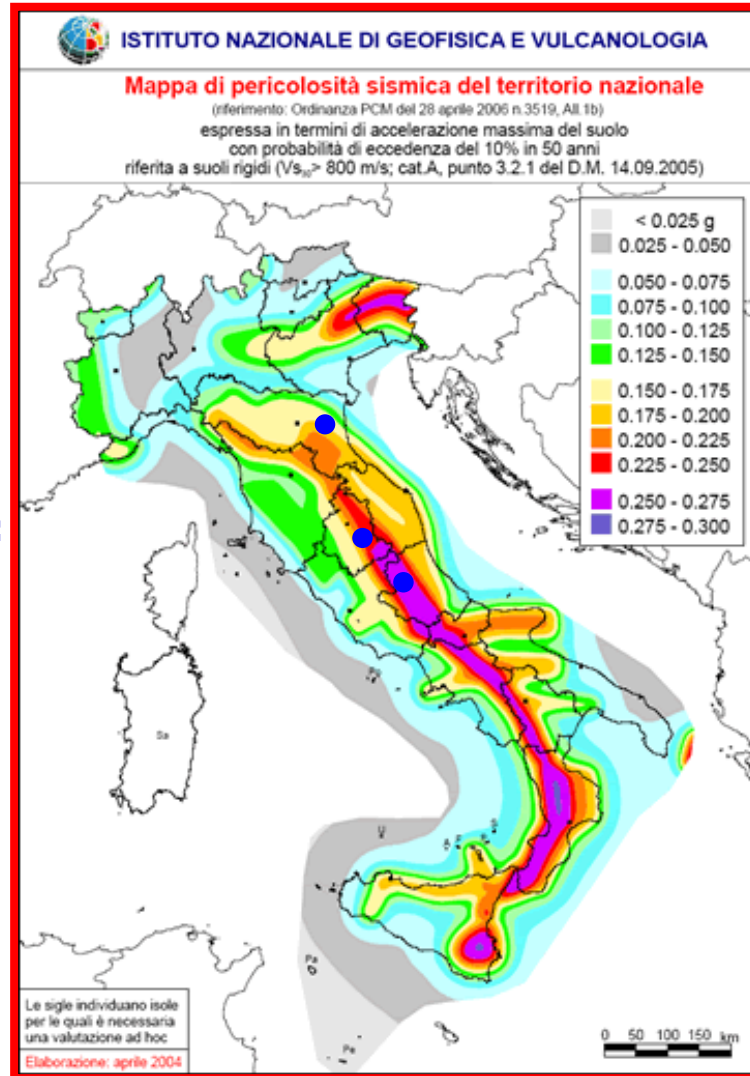 ISTITUTO NAZIONALE DI GEOFISICA E VULCANOLOGIA
Mappa di pericolosità sismica del territorio nazionale
(riferimento: Ordinanza PCM del 28 aprile 2006 n.3519, All.1b)
espressa in termini di accelerazione massima del suolo
con probabilità di eccedenza del 10% in 50 anni
riferita a suoli rigidi (Vs₃₀> 800 m/s; cat.A, punto 3.2.1 del D.M. 14.09.2005)
< 0.025 g
0.025 - 0.050
0.050 - 0.075
0.075 - 0.100
0.100 - 0.125
0.125 - 0.150
0.150 - 0.175
0.175 - 0.200
0.200 - 0.225
0.225 - 0.250
0.250 - 0.275
0.275 - 0.300
Sa
U
A
Pa
Pe
Le sigle individuano isole
per le quali è necessaria
una valutazione ad hoc
Elaborazione: aprile 2004
0 50 100 150 km